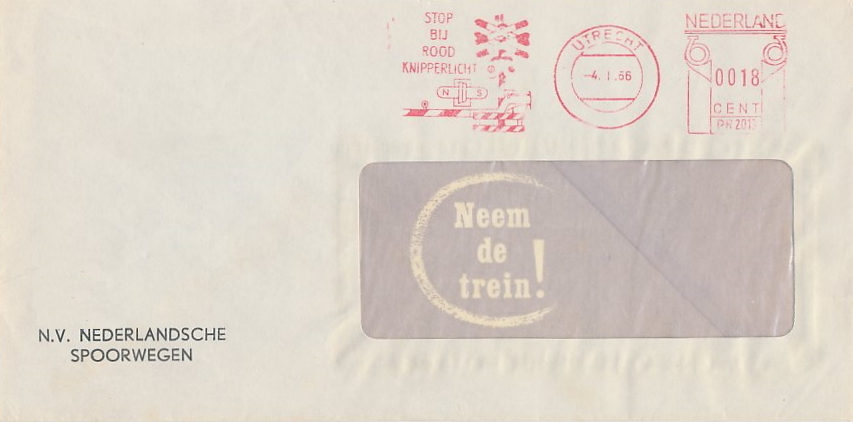 STOP
BIJ
ROOD
KNIPPERLICHT
N S
UTRECHT
-4. I .66
NEDERLAND
0018
CENT
PR 2013
Neem
de
trein!
N.V. NEDERLANDSCHE
SPOORWEGEN